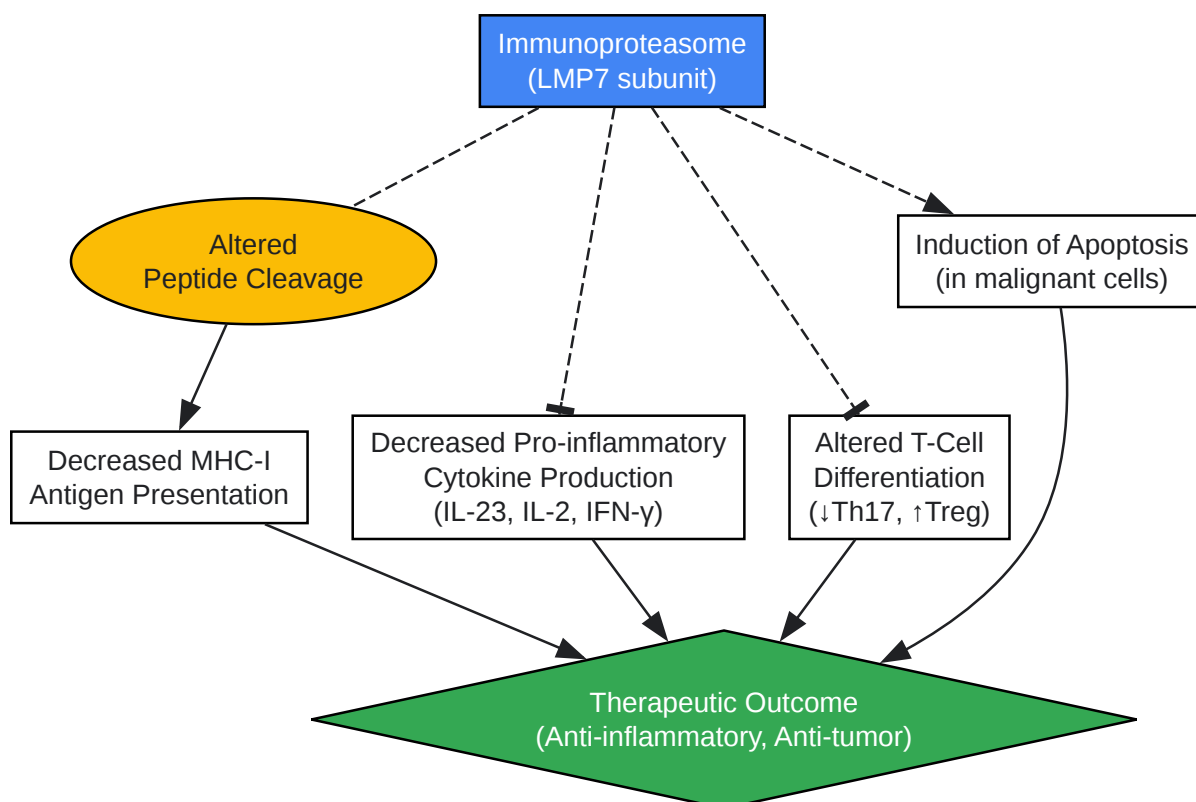 Immunoproteasome
(LMP7 subunit)
Altered
Peptide Cleavage
Induction of Apoptosis
(in malignant cells)
Decreased MHC-I
Antigen Presentation
Decreased Pro-inflammatory
Cytokine Production
(IL-23, IL-2, IFN-γ)
Altered T-Cell
Differentiation
(↓Th17, ↑Treg)
Therapeutic Outcome
(Anti-inflammatory, Anti-tumor)